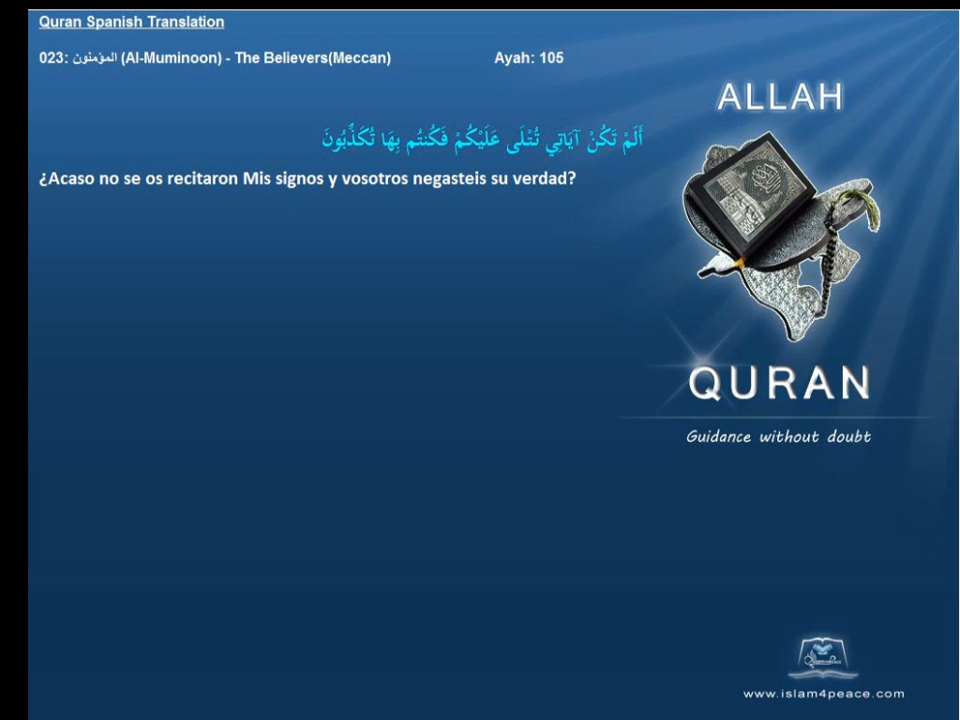 Quran Spanish Translation
023: المؤمنون (Al-Muminoon) - The Believers(Meccan) Ayah: 105
ALLAH
أَلَمْ تَكُنْ آيَاتِي تُتْلَى عَلَيْكُمْ فَكُنتُم بِهَا تُكَذِّبُونَ
¿Acaso no se os recitaron Mis signos y vosotros negasteis su verdad?
QURAN
Guidance without doubt
www.islam4peace.com